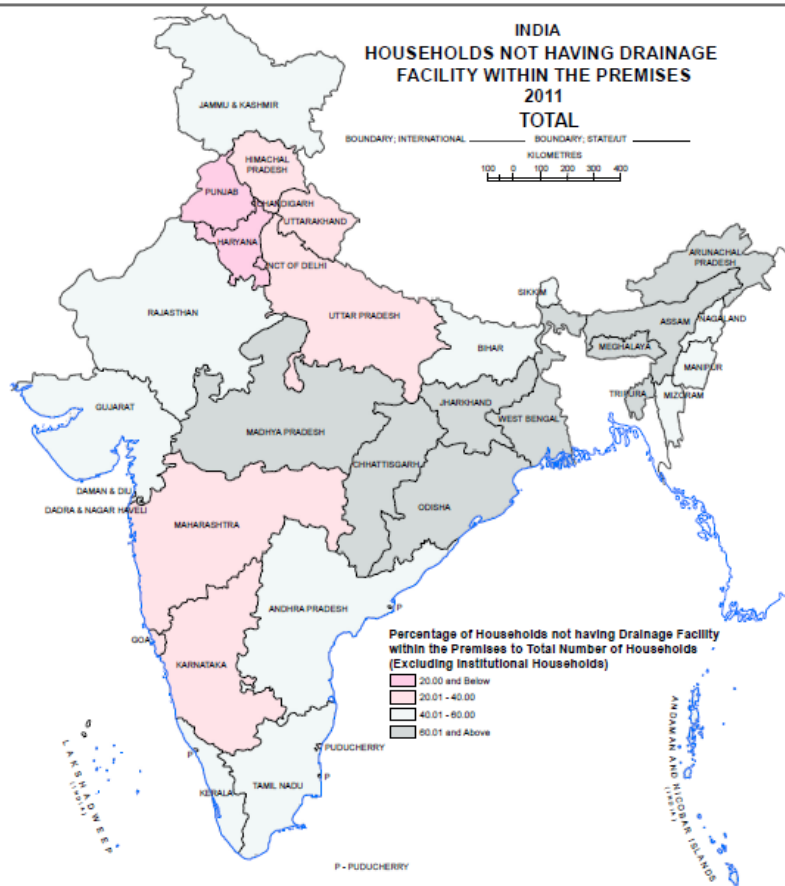 INDIA
HOUSEHOLDS NOT HAVING DRAINAGE
FACILITY WITHIN THE PREMISES
2011
TOTAL
BOUNDARY; INTERNATIONAL
BOUNDARY; STATE/UT
KILOMETRES
100 0 100 200 300 400
JAMMU & KASHMIR
HIMACHAL
PRADESH
PUNJAB
CHANDIGARH
UTTARAKHAND
HARYANA
NCT OF DELHI
ARUNACHAL
PRADESH
SIKKIM
RAJASTHAN
UTTAR PRADESH
ASSAM
NAGALAND
BIHAR
MEGHALAYA
MANIPUR
TRIPURA
MIZORAM
GUJARAT
JHARKHAND
WEST BENGAL
MADHYA PRADESH
CHHATTISGARH
DAMAN & DIU
DADRA & NAGAR HAVELI
ODISHA
MAHARASHTRA
ANDHRA PRADESH
P
GOA
KARNATAKA
Percentage of Households not having Drainage Facility
within the Premises to Total Number of Households
(Excluding Institutional Households)
20.00 and Below
20.01 - 40.00
40.01 - 60.00
60.01 and Above
LAKSHADWEEP
(INDIA)
P
PUDUCHERRY
P
KERALA
TAMIL NADU
ANDAMAN AND NICOBAR ISLANDS
(INDIA)
P - PUDUCHERRY